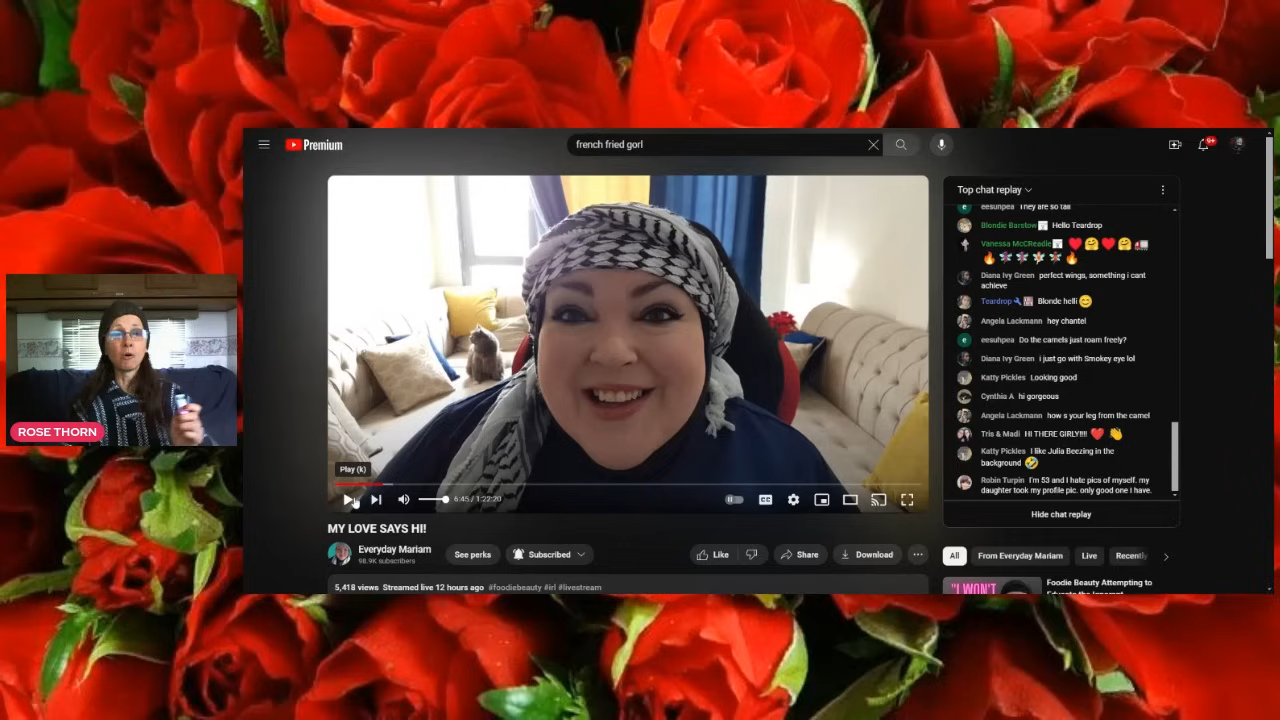 Premium
french fried gorl
9+
Top chat replay
eesuhpea They are so tall
Blondie Barstow Hello Teardrop
Vanessa McCReadie
Diana Ivy Green perfect wings, something i cant
achieve
Teardrop Blonde helli
Angela Lackmann hey chantel
eesuhpea Do the camels just roam freely?
Diana Ivy Green i just go with Smokey eye lol
Katty Pickles Looking good
Cynthia A hi gorgeous
Angela Lackmann how s your leg from the camel
Tris & Madi HI THERE GIRLY!!!!
Katty Pickles I like Julia Beezing in the
background
Robin Turpin I'm 53 and I hate pics of myself. my
daughter took my profile pic. only good one I have.
Hide chat replay
ROSE THORN
Play (k)
6:45 / 1:22:20
CC
MY LOVE SAYS HI!
Everyday Mariam
98.9K subscribers
See perks
Subscribed
Like
Share
Download
All
From Everyday Mariam
Live
Recently
5,418 views Streamed live 12 hours ago #foodiebeauty #irl #livestream
"I WON'T
Foodie Beauty Attempting to